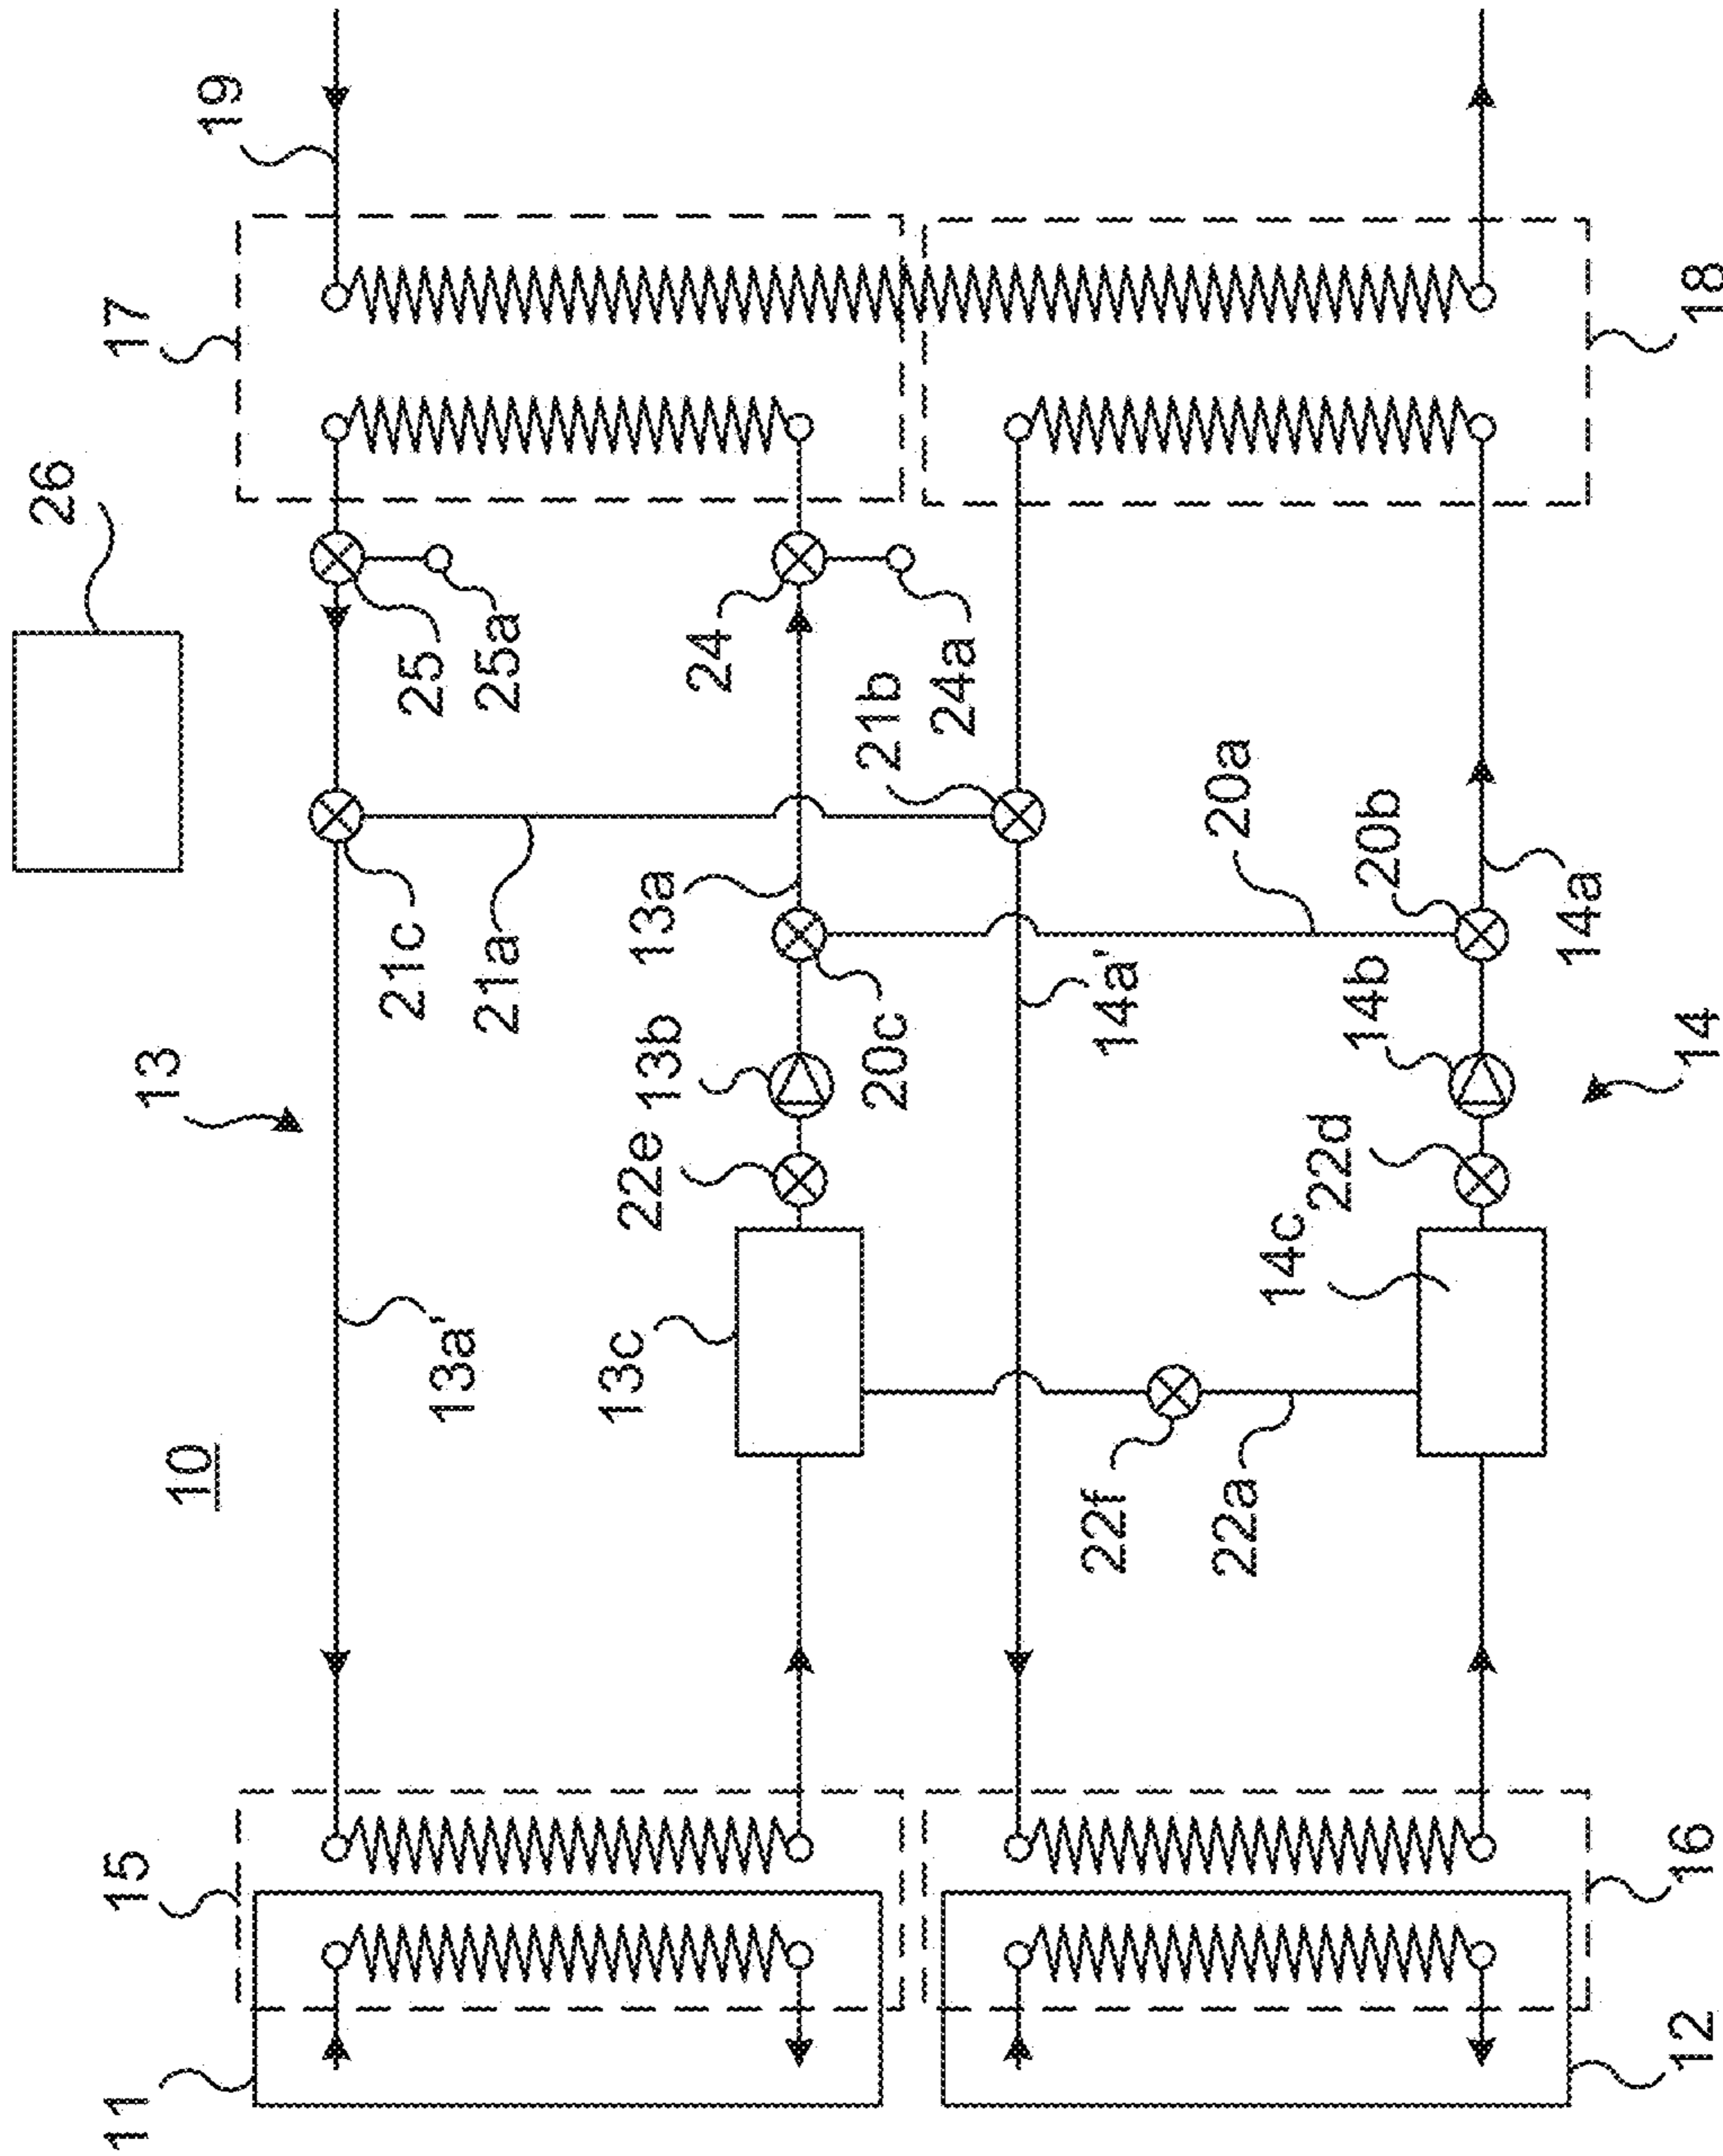 26
11 15 13 17
10 19
21c 25
13a'
21a 25a
13c 22e 13b 13a 24
20c 21b
24a
22f 14a'
22a 20a
14c 22d 14b 20b
14a
12 16 14 18